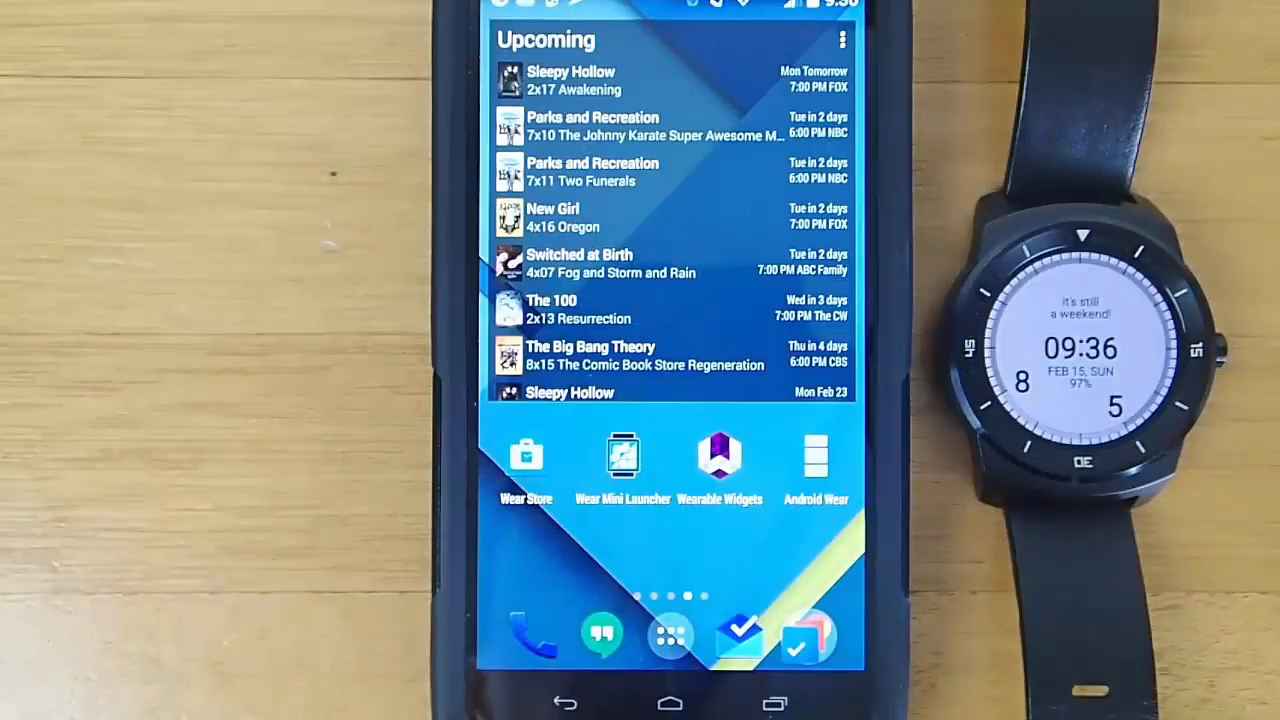 9:36
Upcoming
Sleepy Hollow Mon Tomorrow
2x17 Awakening 7:00 PM FOX
Parks and Recreation Tue in 2 days
7x10 The Johnny Karate Super Awesome M... 6:00 PM NBC
Parks and Recreation Tue in 2 days
7x11 Two Funerals 6:00 PM NBC
New Girl Tue in 2 days
4x16 Oregon 7:00 PM FOX
Switched at Birth Tue in 2 days
4x07 Fog and Storm and Rain 7:00 PM ABC Family
The 100 Wed in 3 days
2x13 Resurrection 7:00 PM The CW
The Big Bang Theory Thu in 4 days
8x15 The Comic Book Store Regeneration 6:00 PM CBS
Sleepy Hollow Mon Feb 23
Wear Store Wear Mini Launcher Wearable Widgets Android Wear
it's still
a weekend!
09:36
FEB 15, SUN
97%
8
5
15
30
45